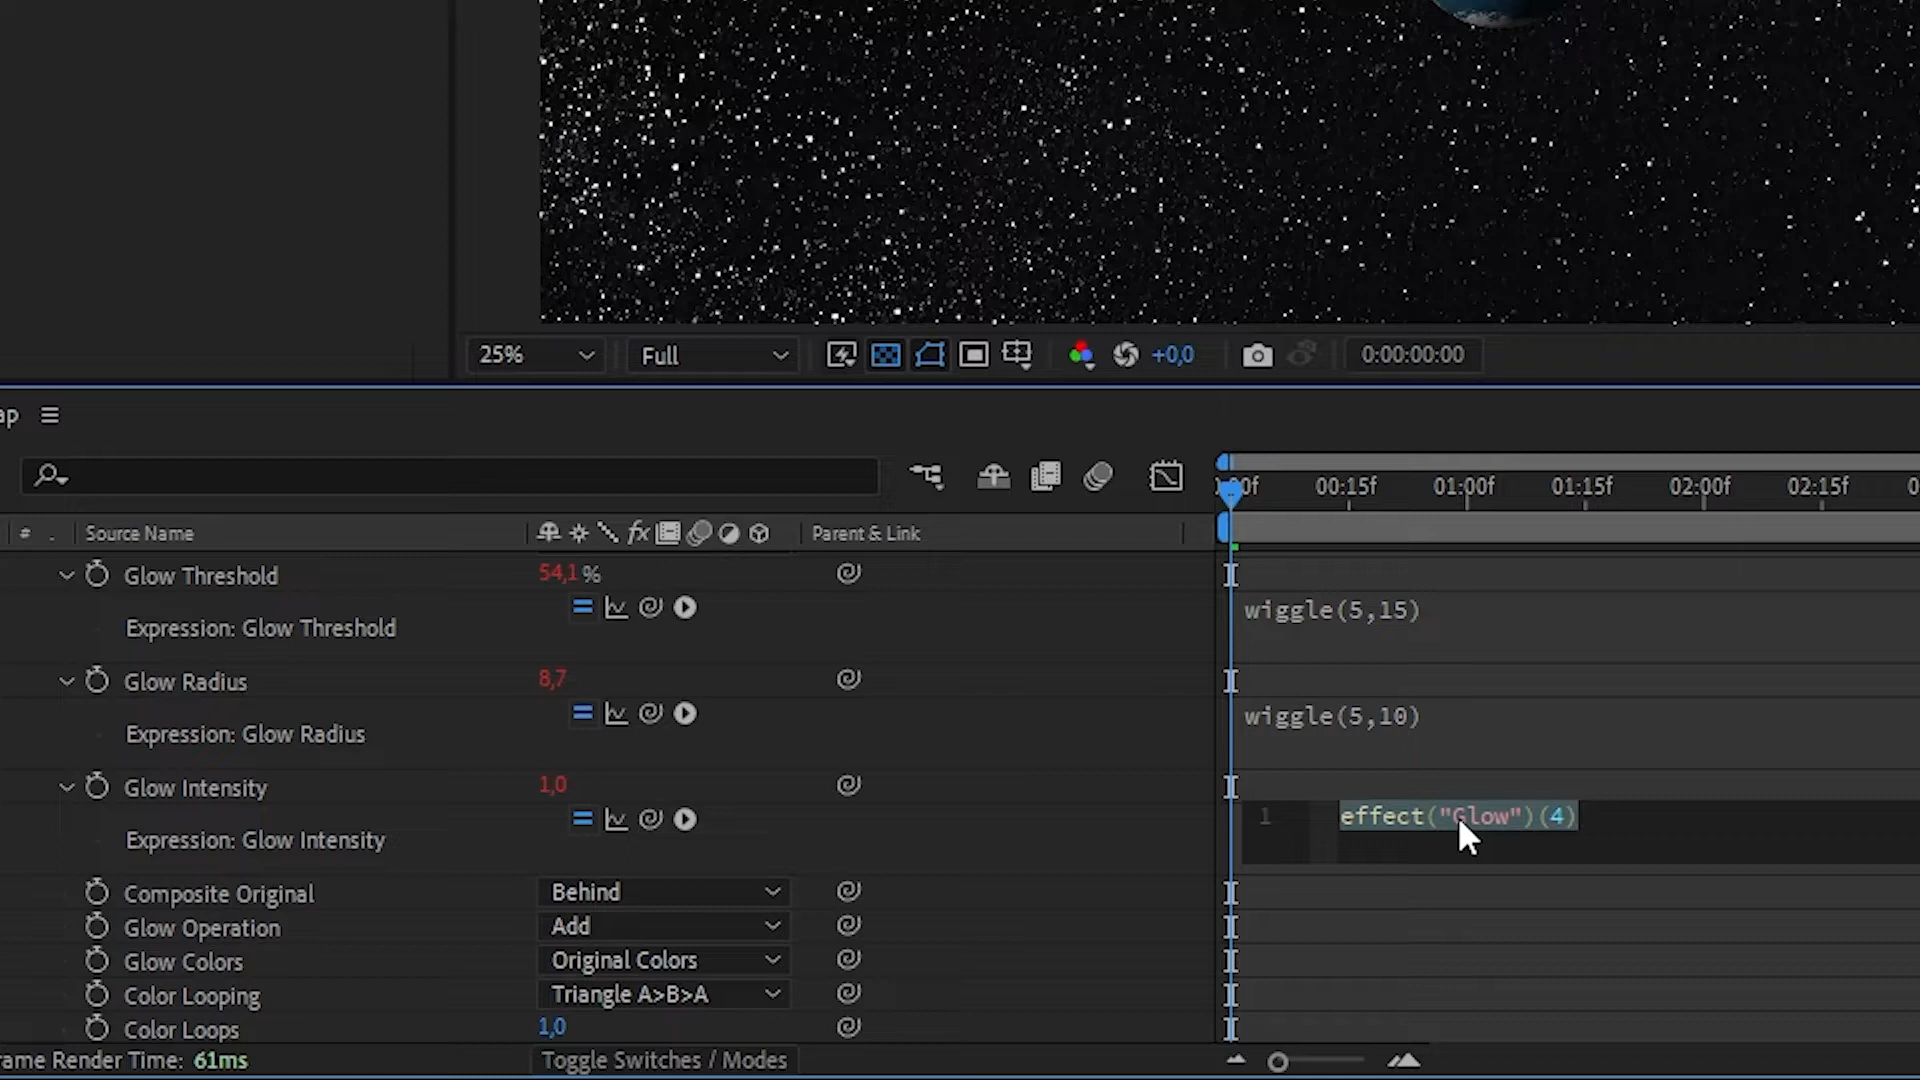 25% Full +0,0 0:00:00:00
ap
:00f 00:15f 01:00f 01:15f 02:00f 02:15f 0
# . Source Name fx Parent & Link
Glow Threshold 54,1%
Expression: Glow Threshold wiggle(5,15)
Glow Radius 8,7
Expression: Glow Radius wiggle(5,10)
Glow Intensity 1,0
Expression: Glow Intensity 1 effect("Glow")(4)
Composite Original Behind
Glow Operation Add
Glow Colors Original Colors
Color Looping Triangle A>B>A
Color Loops 1,0
rame Render Time: 61ms Toggle Switches / Modes